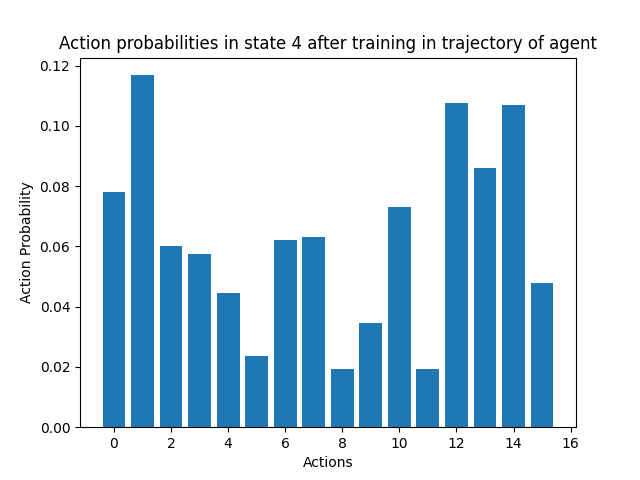 Action probabilities in state 4 after training in trajectory of agent
0.12
0.10
0.08
0.06
0.04
0.02
0.00
Action Probability
0 2 4 6 8 10 12 14 16
Actions